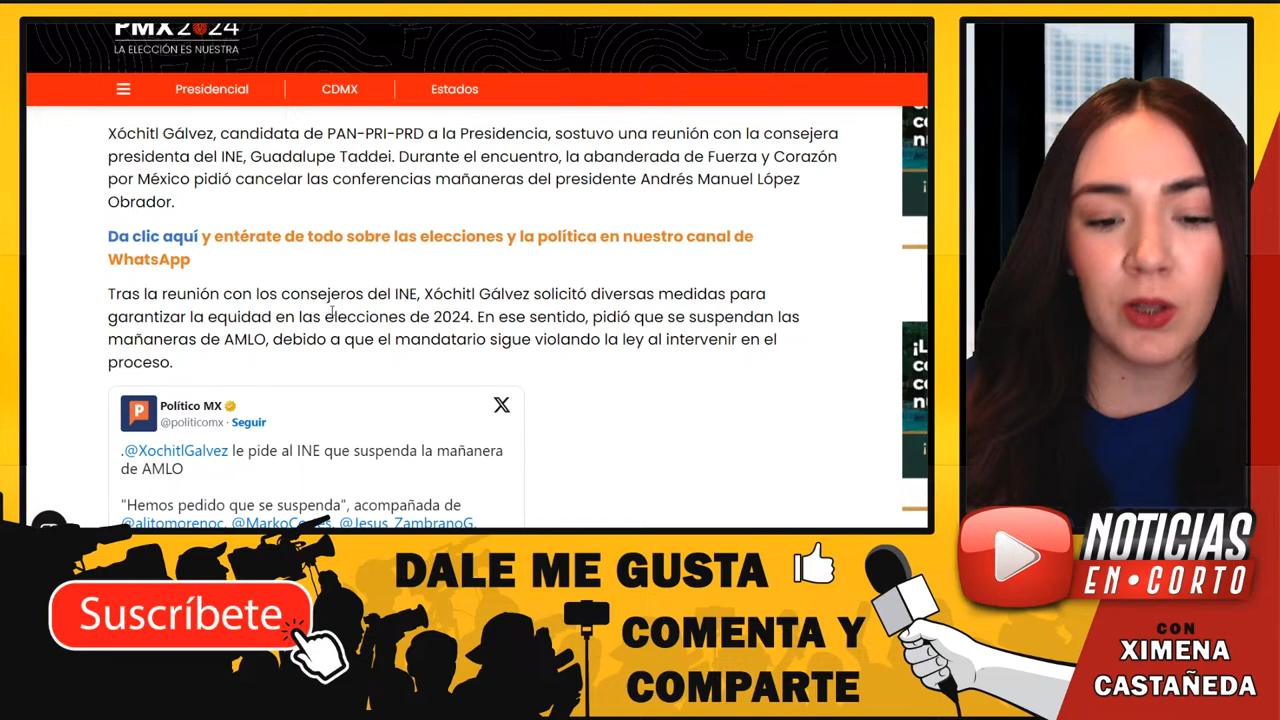 PMX2024
LA ELECCIÓN ES NUESTRA
Presidencial
CDMX
Estados
Xóchitl Gálvez, candidata de PAN-PRI-PRD a la Presidencia, sostuvo una reunión con la consejera
presidenta del INE, Guadalupe Taddei. Durante el encuentro, la abanderada de Fuerza y Corazón
por México pidió cancelar las conferencias mañaneras del presidente Andrés Manuel López
Obrador.
Da clic aquí y entérate de todo sobre las elecciones y la política en nuestro canal de
WhatsApp
Tras la reunión con los consejeros del INE, Xóchitl Gálvez solicitó diversas medidas para
garantizar la equidad en las elecciones de 2024. En ese sentido, pidió que se suspendan las
mañaneras de AMLO, debido a que el mandatario sigue violando la ley al intervenir en el
proceso.
Político MX
@politicomx · Seguir
.@XochitlGalvez le pide al INE que suspenda la mañanera
de AMLO
"Hemos pedido que se suspenda", acompañada de
@alitomorenoc, @MarkoCortes, @Jesus_ZambranoG,
Suscríbete
DALE ME GUSTA
COMENTA Y
COMPARTE
NOTICIAS
EN•CORTO
CON
XIMENA
CASTAÑEDA